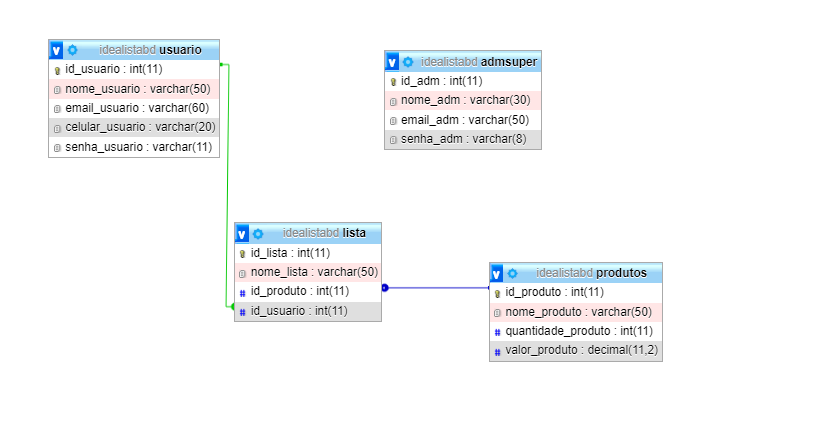 idealistabd usuario
id_usuario : int(11)
nome_usuario : varchar(50)
email_usuario : varchar(60)
celular_usuario : varchar(20)
senha_usuario : varchar(11)
idealistabd admsuper
id_adm : int(11)
nome_adm : varchar(30)
email_adm : varchar(50)
senha_adm : varchar(8)
idealistabd lista
id_lista : int(11)
nome_lista : varchar(50)
id_produto : int(11)
id_usuario : int(11)
idealistabd produtos
id_produto : int(11)
nome_produto : varchar(50)
quantidade_produto : int(11)
valor_produto : decimal(11,2)